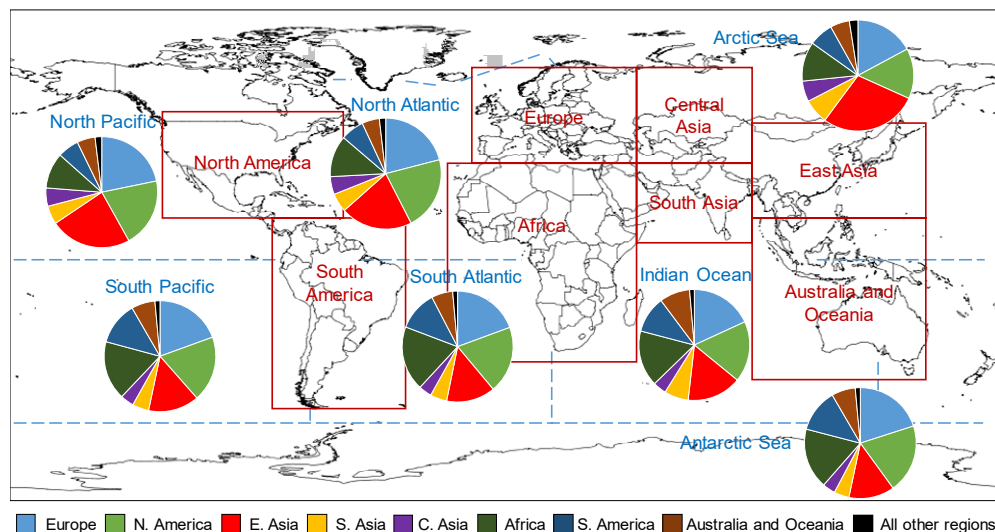 Arctic Sea
North Atlantic
North Pacific
Europe
Central
Asia
North America
East Asia
South Asia
Africa
South
America
South Atlantic
Indian Ocean
South Pacific
Australia and
Oceania
Antarctic Sea
Europe N. America E. Asia S. Asia C. Asia Africa S. America Australia and Oceania All other regions